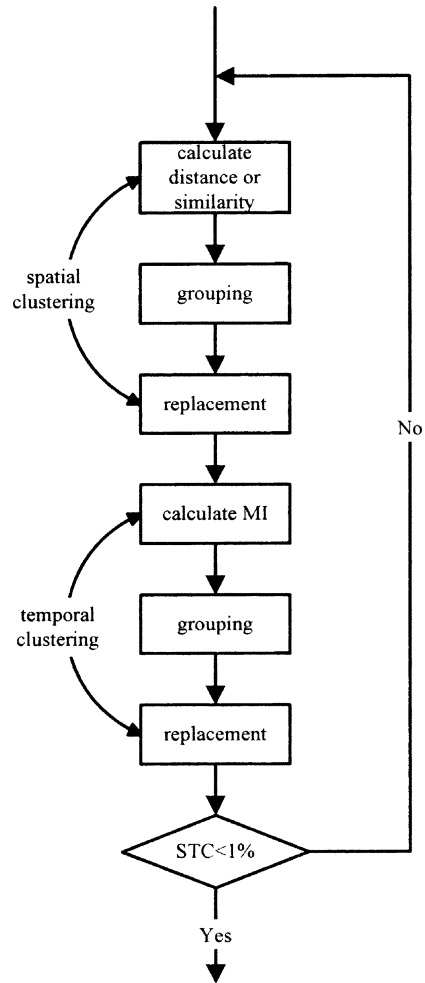 calculate
distance or
similarity
spatial
clustering
grouping
replacement
No
calculate MI
temporal
clustering
grouping
replacement
STC<1%
Yes